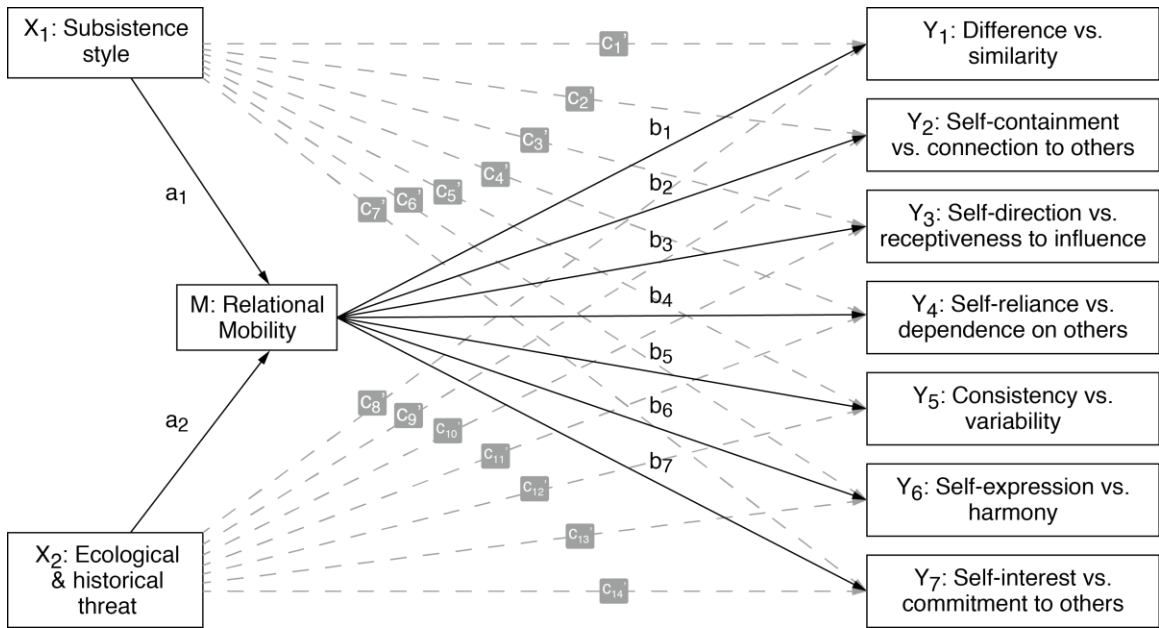 X1: Subsistence
style
a1
M: Relational
Mobility
a2
X2: Ecological
& historical
threat
c1'
c2'
c3'
c4'
c5'
c6'
c7'
c8'
c9'
c10'
c11'
c12'
c13'
c14'
b1
b2
b3
b4
b5
b6
b7
Y1: Difference vs.
similarity
Y2: Self-containment
vs. connection to others
Y3: Self-direction vs.
receptiveness to influence
Y4: Self-reliance vs.
dependence on others
Y5: Consistency vs.
variability
Y6: Self-expression vs.
harmony
Y7: Self-interest vs.
commitment to others